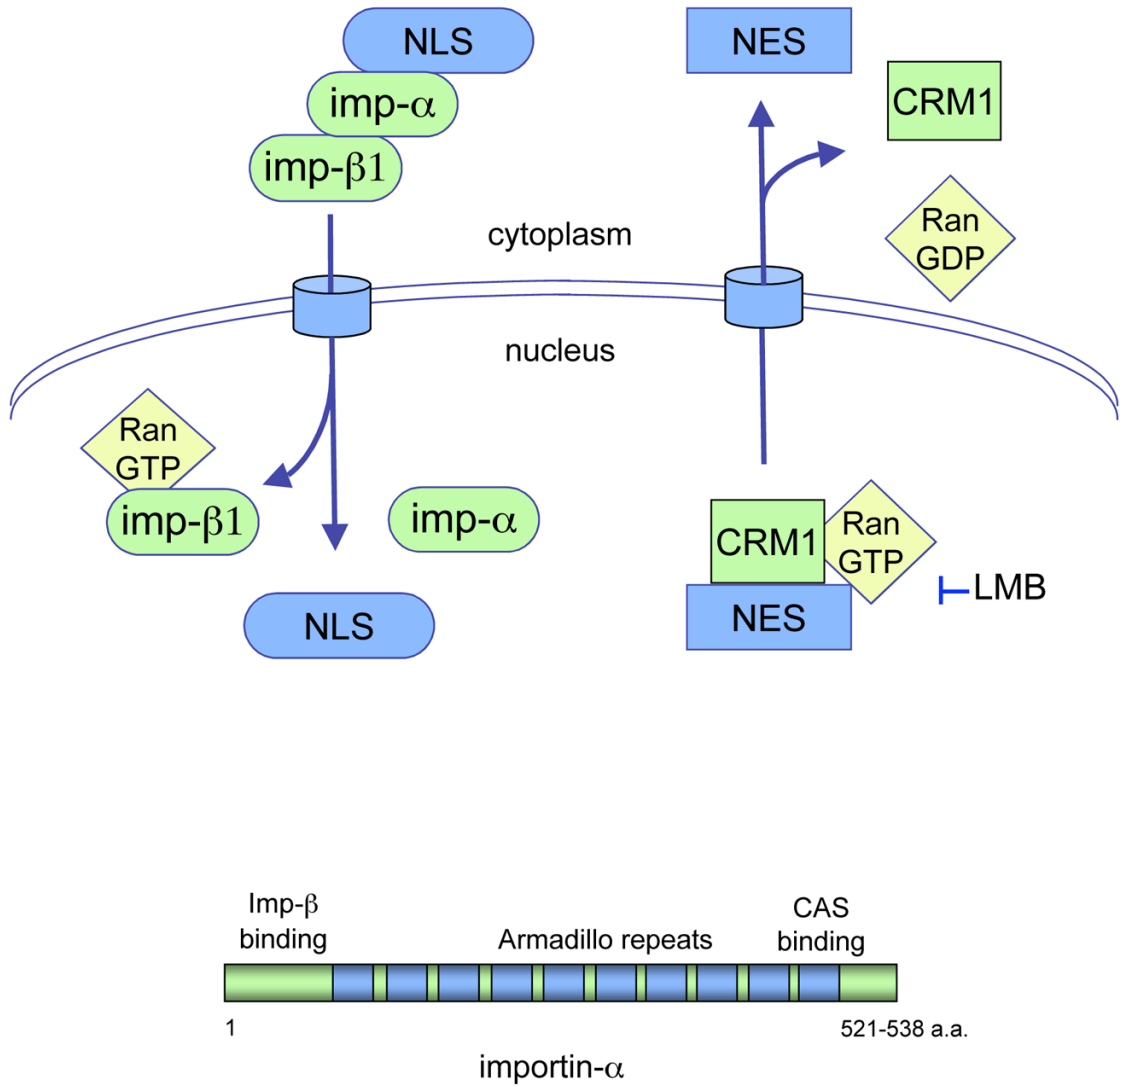 NLS
imp-α
imp-β1
NES
CRM1
Ran
GDP
cytoplasm
nucleus
Ran
GTP
imp-β1
imp-α
NLS
CRM1
Ran
GTP
NES
LMB
Imp-β
binding
Armadillo repeats
CAS
binding
1
521-538 a.a.
importin-α